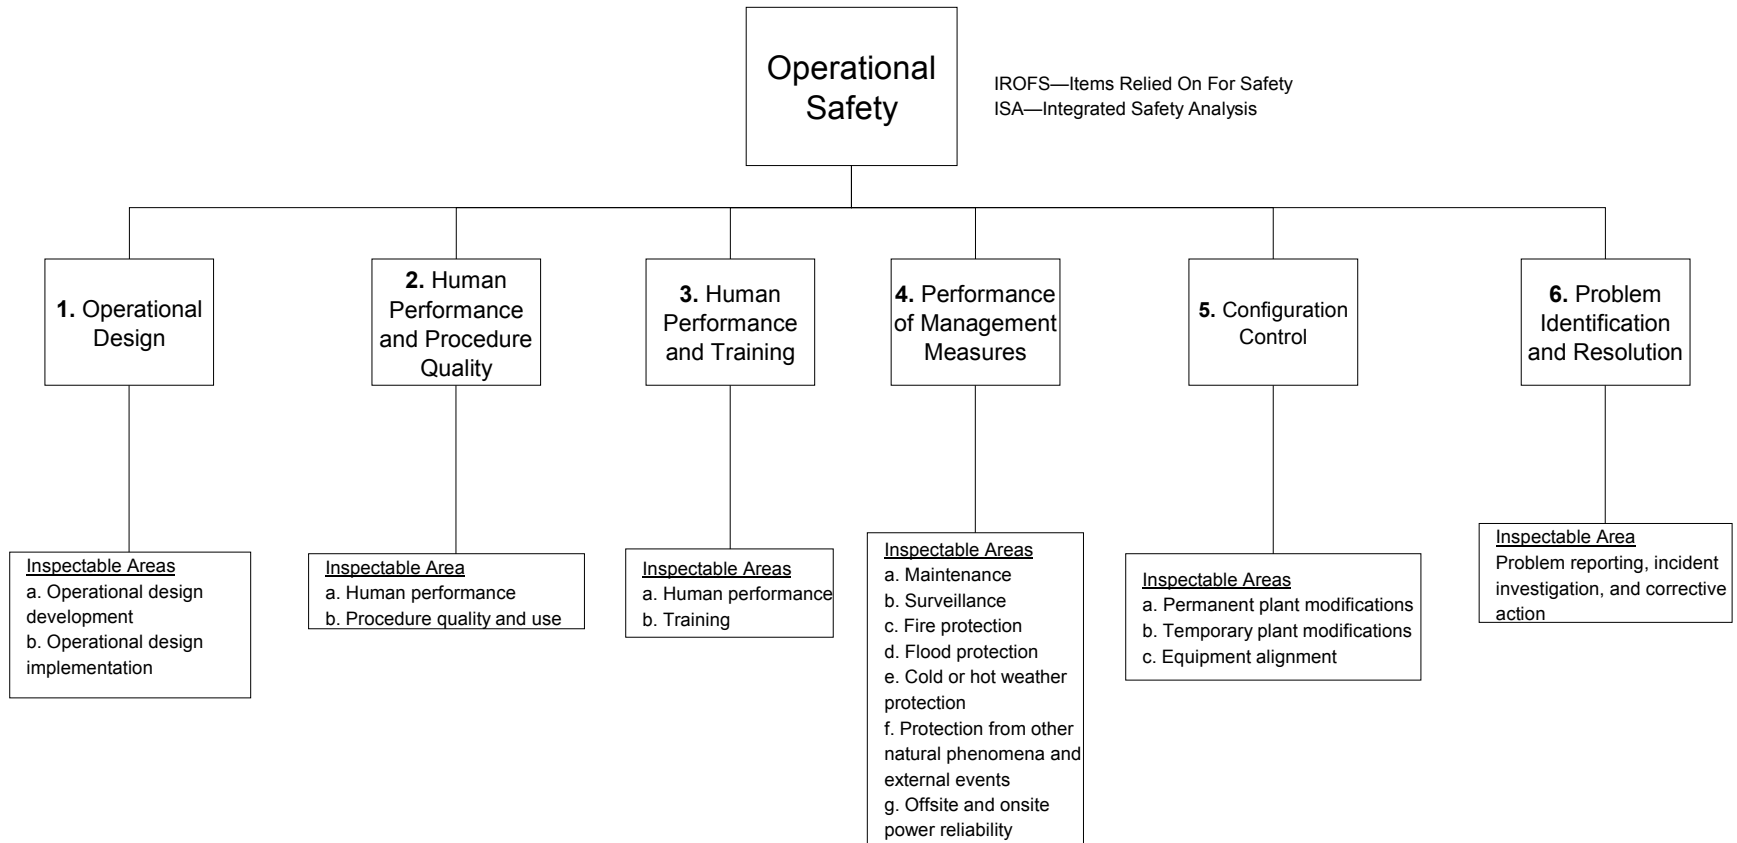 Operational
Safety
IROFS—Items Relied On For Safety
ISA—Integrated Safety Analysis
1. Operational
Design
2. Human
Performance
and Procedure
Quality
3. Human
Performance
and Training
4. Performance
of Management
Measures
5. Configuration
Control
6. Problem
Identification
and Resolution
Inspectable Areas
a. Operational design
development
b. Operational design
implementation
Inspectable Area
a. Human performance
b. Procedure quality and use
Inspectable Areas
a. Human performance
b. Training
Inspectable Areas
a. Maintenance
b. Surveillance
c. Fire protection
d. Flood protection
e. Cold or hot weather
protection
f. Protection from other
natural phenomena and
external events
g. Offsite and onsite
power reliability
Inspectable Areas
a. Permanent plant modifications
b. Temporary plant modifications
c. Equipment alignment
Inspectable Area
Problem reporting, incident
investigation, and corrective
action